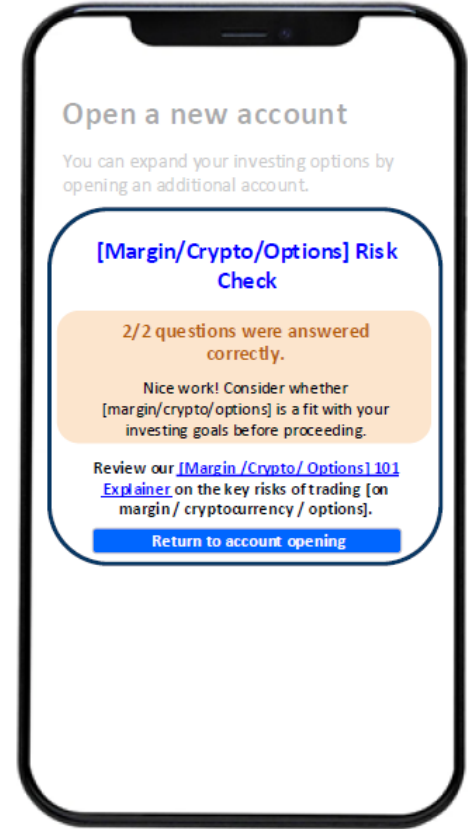 Open a new account
You can expand your investing options by
opening an additional account.
[Margin/Crypto/Options] Risk
Check
2/2 questions were answered
correctly.
Nice work! Consider whether
[margin/crypto/options] is a fit with your
investing goals before proceeding.
Review our [Margin /Crypto/ Options] 101
Explainer on the key risks of trading [on
margin / cryptocurrency / options].
Return to account opening